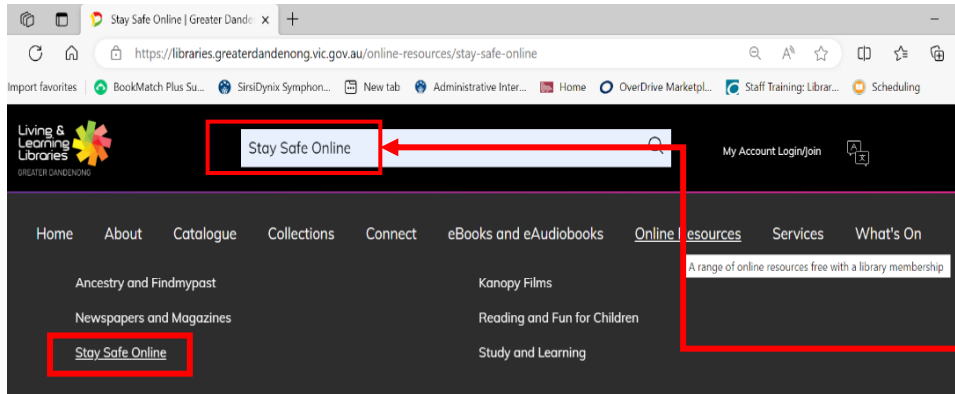 Stay Safe Online | Greater Dande
https://libraries.greaterdandenong.vic.gov.au/online-resources/stay-safe-online
Import favorites BookMatch Plus Su... SirsiDynix Symphon... New tab Administrative Inter... Home OverDrive Marketpl... Staff Training: Librar... Scheduling
Living &
Learning
Libraries
GREATER DANDENONG
Stay Safe Online
My Account Login/Join
Home About Catalogue Collections Connect eBooks and eAudiobooks Online Resources Services What's On
A range of online resources free with a library membership
Ancestry and Findmypast Kanopy Films
Newspapers and Magazines Reading and Fun for Children
Stay Safe Online Study and Learning